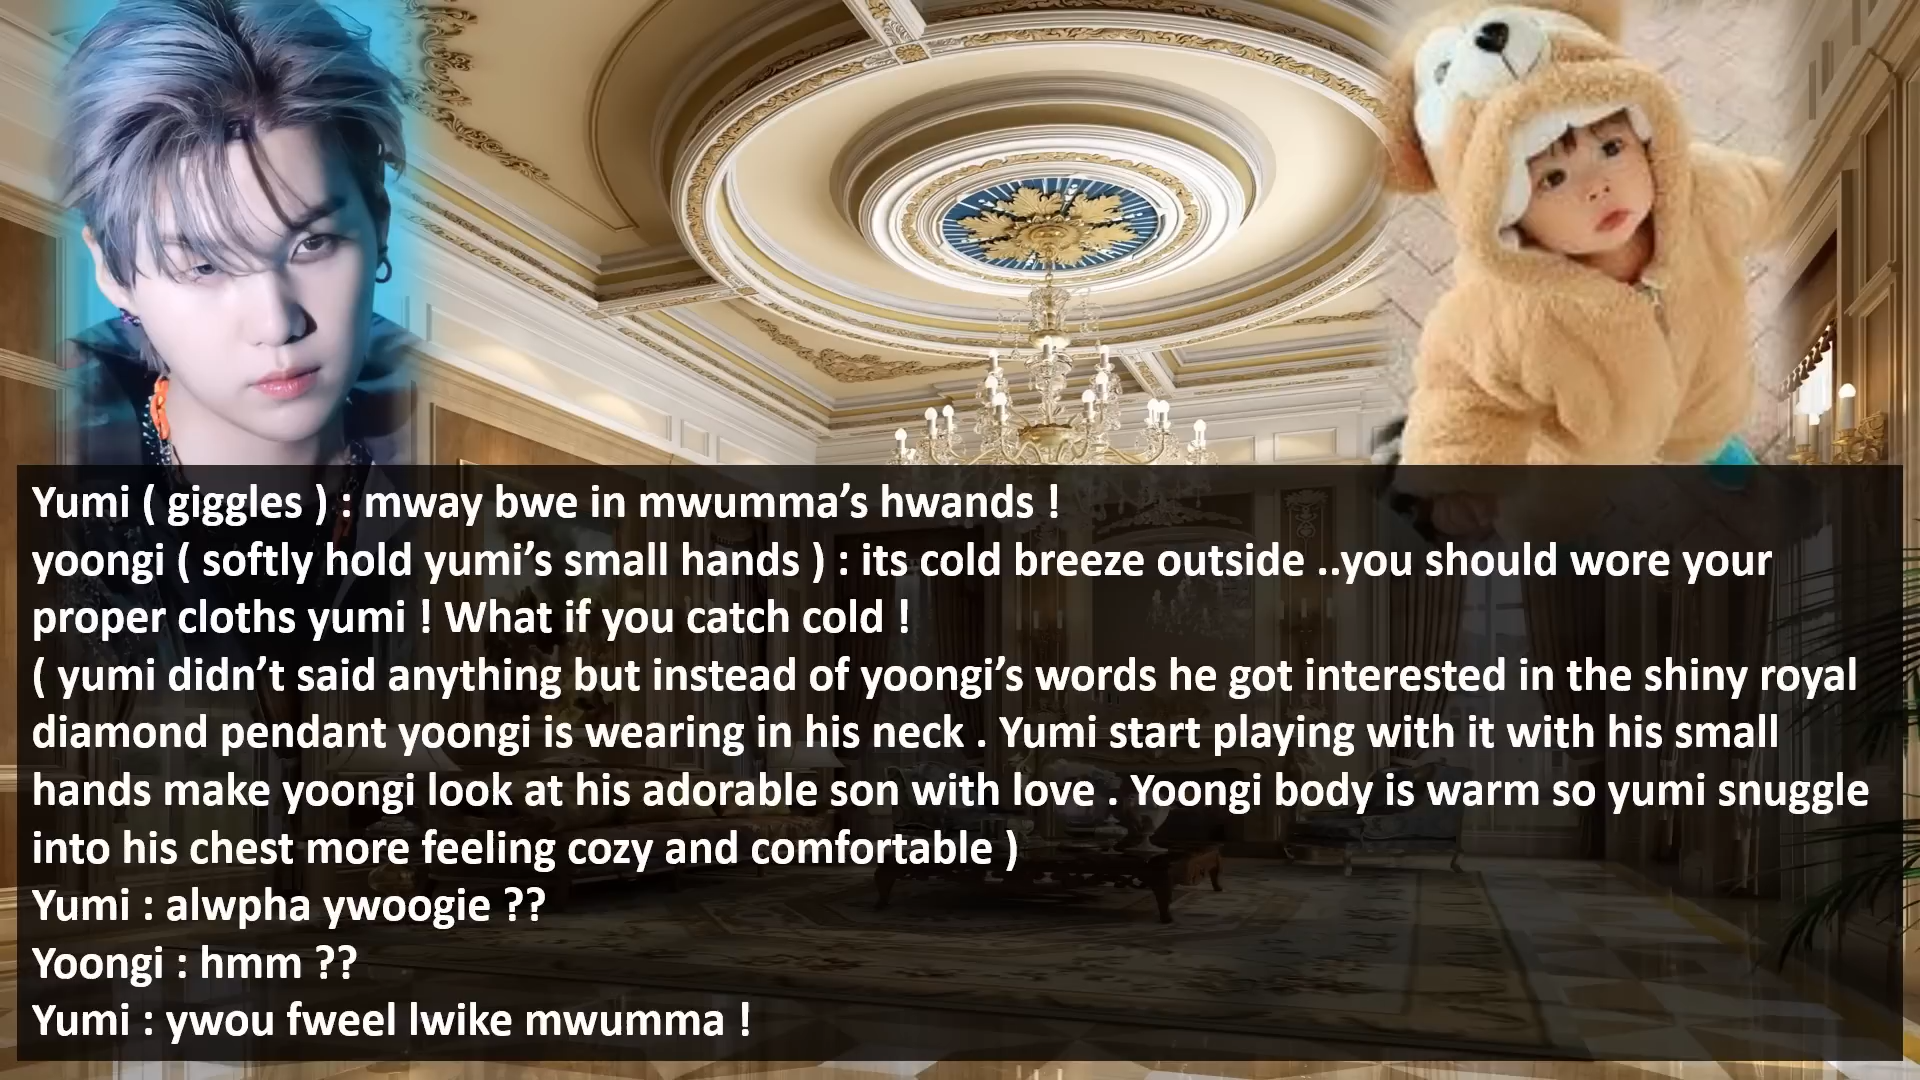 Yumi ( giggles ) : mway bwe in mwumma’s hwands !
yoongi ( softly hold yumi’s small hands ) : its cold breeze outside ..you should wore your
proper cloths yumi ! What if you catch cold !
( yumi didn’t said anything but instead of yoongi’s words he got interested in the shiny royal
diamond pendant yoongi is wearing in his neck . Yumi start playing with it with his small
hands make yoongi look at his adorable son with love . Yoongi body is warm so yumi snuggle
into his chest more feeling cozy and comfortable )
Yumi : alwpha ywoogie ??
Yoongi : hmm ??
Yumi : ywou fweel lwike mwumma !